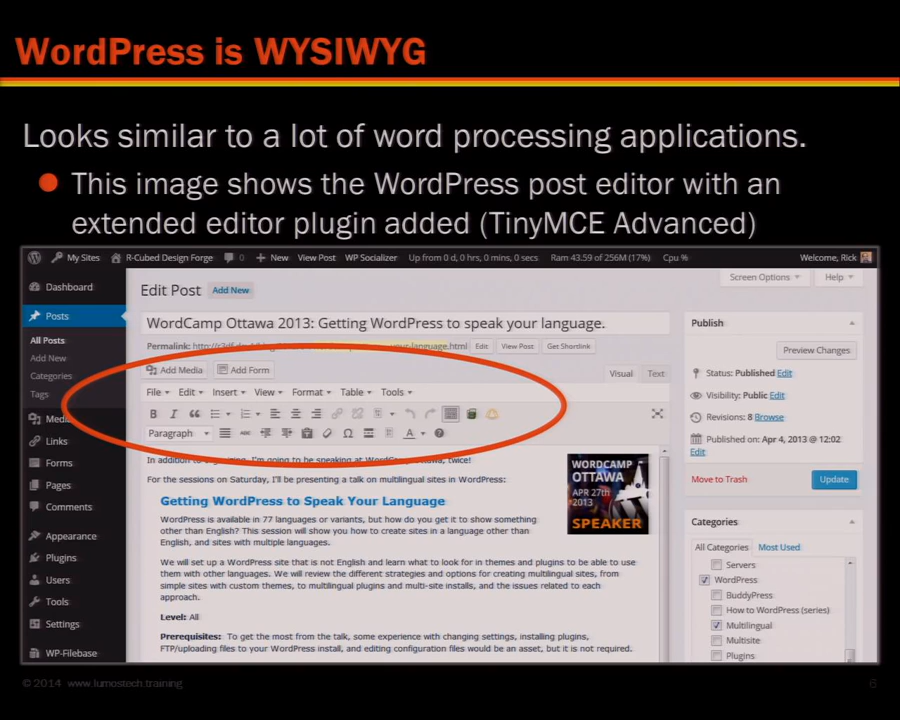 WordPress is WYSIWYG
Looks similar to a lot of word processing applications.
This image shows the WordPress post editor with an
extended editor plugin added (TinyMCE Advanced)
My Sites R-Cubed Design Forge 0 + New View Post WP Socializer Up from 0 d, 0 hrs, 0 mins, 0 secs Ram 43.59 of 256M (17%) Cpu % Welcome, Rick
Screen Options Help
Dashboard
Posts
All Posts
Add New
Categories
Tags
Media
Links
Forms
Pages
Comments
Appearance
Plugins
Users
Tools
Settings
WP-Filebase
Edit Post Add New
WordCamp Ottawa 2013: Getting WordPress to speak your language.
Permalink: your-language.html Edit View Post Get Shortlink
Add Media Add Form Visual Text
File Edit Insert View Format Table Tools
B I ABC
Paragraph Ω A
For the sessions on Saturday, I'll be presenting a talk on multilingual sites in WordPress:
Getting WordPress to Speak Your Language
WordPress is available in 77 languages or variants, but how do you get it to show something
other than English? This session will show you how to create sites in a language other than
English, and sites with multiple languages.
We will set up a WordPress site that is not English and learn what to look for in themes and plugins to be able to use
them with other languages. We will review the different strategies and options for creating multilingual sites, from
simple sites with custom themes, to multilingual plugins and multi-site installs, and the issues related to each
approach.
Level: All
Prerequisites: To get the most from the talk, some experience with changing settings, installing plugins,
FTP/uploading files to your WordPress install, and editing configuration files would be an asset, but it is not required.
WORDCAMP
OTTAWA
APR 27th
2013
SPEAKER
Publish
Preview Changes
Status: Published Edit
Visibility: Public Edit
Revisions: 8 Browse
Published on: Apr 4, 2013 @ 12:02
Edit
Move to Trash Update
Categories
All Categories Most Used
Servers
WordPress
BuddyPress
How to WordPress (series)
Multilingual
Multisite
Plugins
© 2014 www.lumostech.training 6